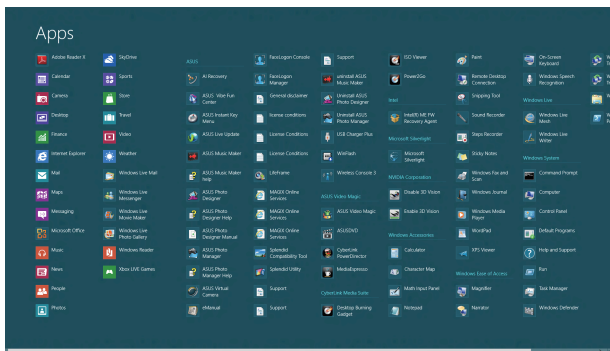 Apps
Adobe Reader X
Calendar
Camera
Desktop
Finance
Internet Explorer
Mail
Maps
Messaging
Microsoft Office
Music
News
People
Photos
SkyDrive
Sports
Store
Travel
Video
Weather
Windows Live Mail
Windows Live
Messenger
Windows Live
Movie Maker
Windows Live
Photo Gallery
Windows Reader
Xbox LIVE Games
ASUS
AI Recovery
ASUS Vibe Fun
Center
ASUS Instant Key
Menu
ASUS Live Update
ASUS Music Maker
ASUS Music Maker
help
ASUS Photo
Designer
ASUS Photo
Designer Help
ASUS Photo
Designer Manual
ASUS Photo
Manager
ASUS Photo
Manager Help
ASUS Virtual
Camera
eManual
FaceLogon Console
FaceLogon
Manager
General disclaimer
license conditions
License Conditions
License Conditions
LifeFrame
MAGIX Online
Services
MAGIX Online
Services
Splendid
Compatibility Tool
Splendid Utility
Support
Support
Support
uninstall ASUS
Music Maker
Uninstall ASUS
Photo Designer
Uninstall ASUS
Photo Manager
USB Charger Plus
WinFlash
Wireless Console 3
ASUS Video Magic
ASUS Video Magic
ASUSDVD
CyberLink
PowerDirector
MediaEspresso
CyberLink Media Suite
Desktop Burning
Gadget
ISO Viewer
Power2Go
Intel
Intel(R) ME FW
Recovery Agent
Microsoft Silverlight
Microsoft
Silverlight
NVIDIA Corporation
Disable 3D Vision
Enable 3D Vision
Windows Accessories
Calculator
Character Map
Math Input Panel
Notepad
Paint
Remote Desktop
Connection
Snipping Tool
Sound Recorder
Steps Recorder
Sticky Notes
Windows Fax and
Scan
Windows Journal
Windows Media
Player
WordPad
XPS Viewer
Windows Ease of Access
Magnifier
Narrator
On-Screen
Keyboard
Windows Speech
Recognition
Windows Live
Windows Live
Mesh
Windows Live
Writer
Windows System
Command Prompt
Computer
Control Panel
Default Programs
Help and Support
Run
Task Manager
Windows Defender